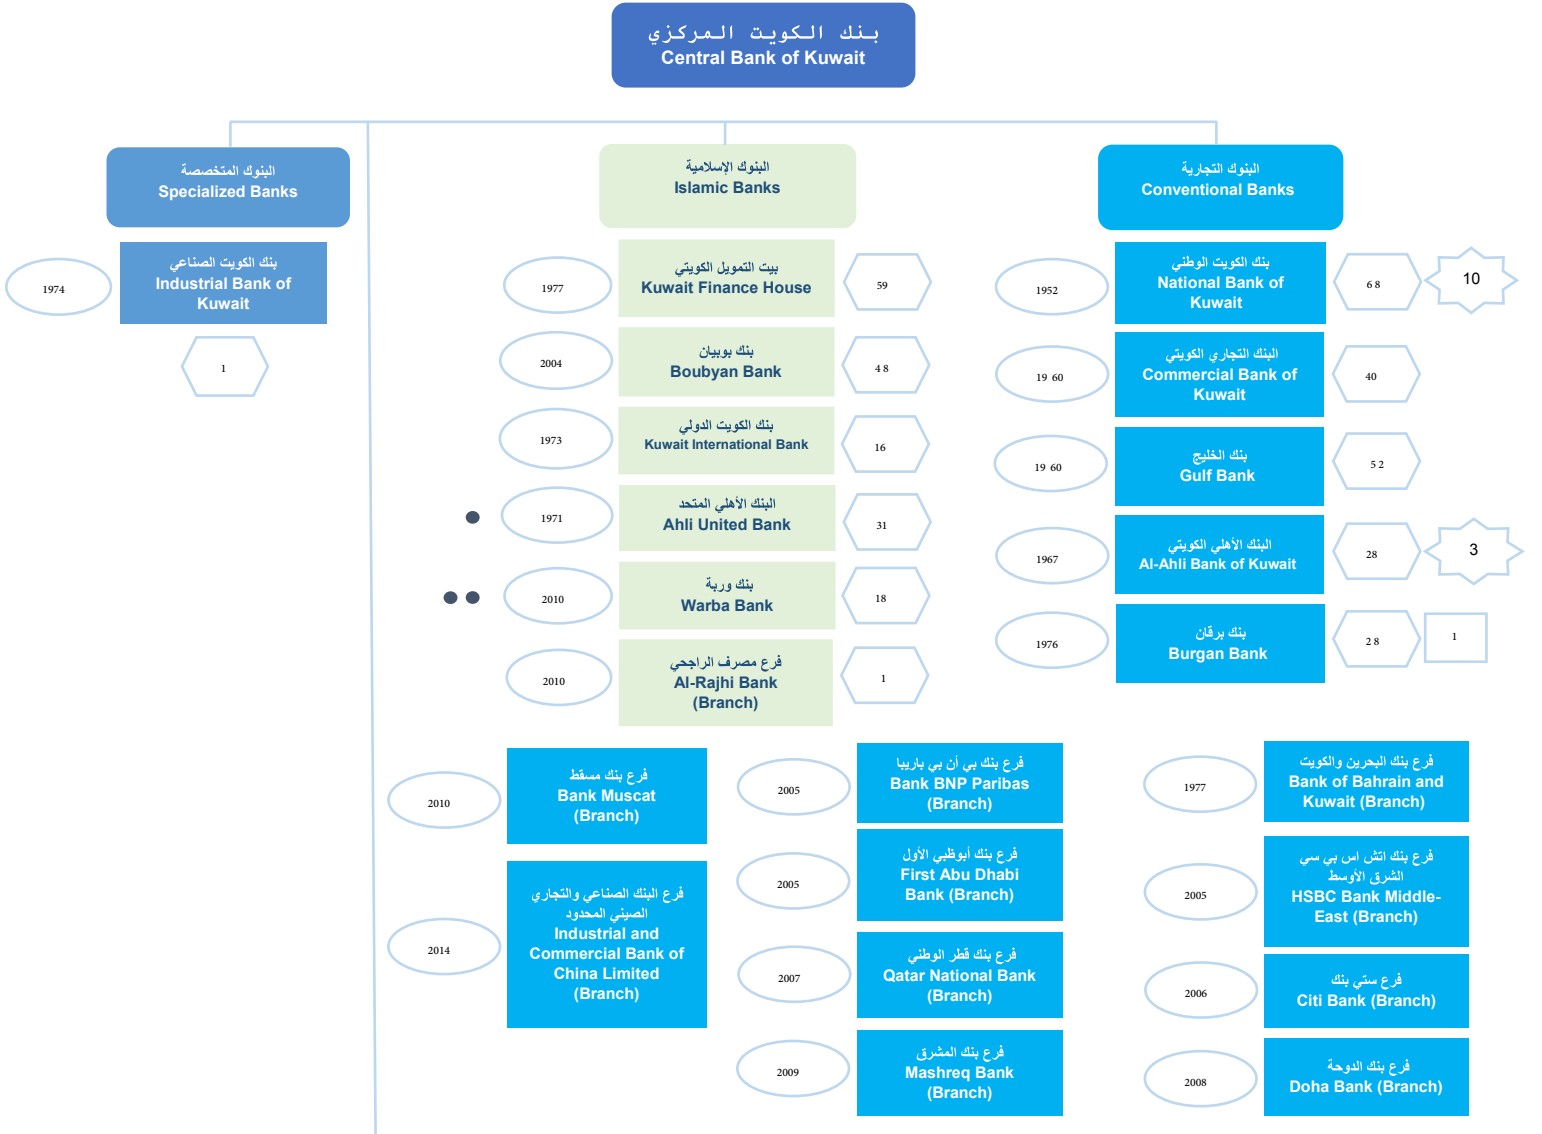 بنك الكويت المركزي
Central Bank of Kuwait
البنوك المتخصصة
Specialized Banks
البنوك الإسلامية
Islamic Banks
البنوك التجارية
Conventional Banks
1974
بنك الكويت الصناعي
Industrial Bank of
Kuwait
1
1977
بيت التمويل الكويتي
Kuwait Finance House
59
2004
بنك بوبيان
Boubyan Bank
4 8
1973
بنك الكويت الدولي
Kuwait International Bank
16
1971
البنك الأهلي المتحد
Ahli United Bank
31
2010
بنك وربة
Warba Bank
18
2010
فرع مصرف الراجحي
Al-Rajhi Bank
(Branch)
1
1952
بنك الكويت الوطني
National Bank of
Kuwait
6 8
10
19 60
البنك التجاري الكويتي
Commercial Bank of
Kuwait
40
19 60
بنك الخليج
Gulf Bank
5 2
1967
البنك الأهلي الكويتي
Al-Ahli Bank of Kuwait
28
3
1976
بنك برقان
Burgan Bank
2 8
1
2010
فرع بنك مسقط
Bank Muscat
(Branch)
2014
فرع البنك الصناعي والتجاري
الصيني المحدود
Industrial and
Commercial Bank of
China Limited
(Branch)
2005
فرع بنك بي أن بي باريبا
Bank BNP Paribas
(Branch)
2005
فرع بنك أبوظبي الأول
First Abu Dhabi
Bank (Branch)
2007
فرع بنك قطر الوطني
Qatar National Bank
(Branch)
2009
فرع بنك المشرق
Mashreq Bank
(Branch)
1977
فرع بنك البحرين والكويت
Bank of Bahrain and
Kuwait (Branch)
2005
فرع بنك اتش اس بي سي
الشرق الأوسط
HSBC Bank Middle-
East (Branch)
2006
فرع ستي بنك
Citi Bank (Branch)
2008
فرع بنك الدوحة
Doha Bank (Branch)